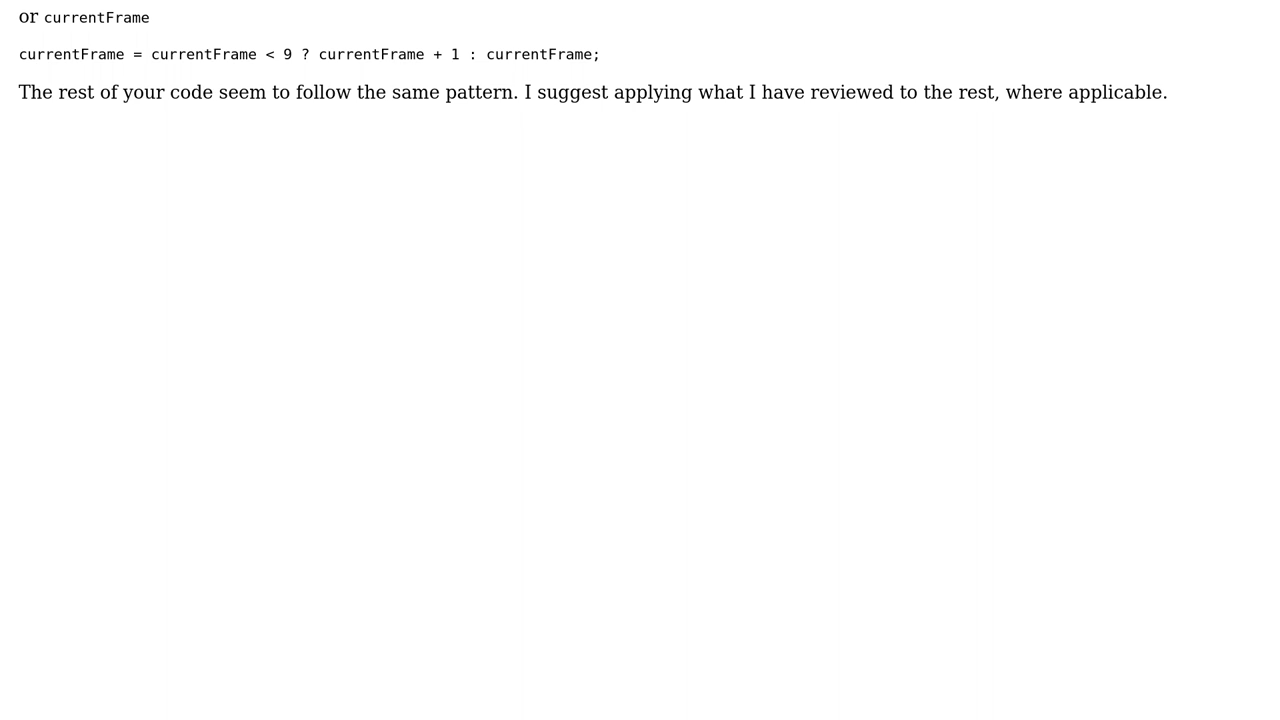 or currentFrame
currentFrame = currentFrame < 9 ? currentFrame + 1 : currentFrame;
The rest of your code seem to follow the same pattern. I suggest applying what I have reviewed to the rest, where applicable.